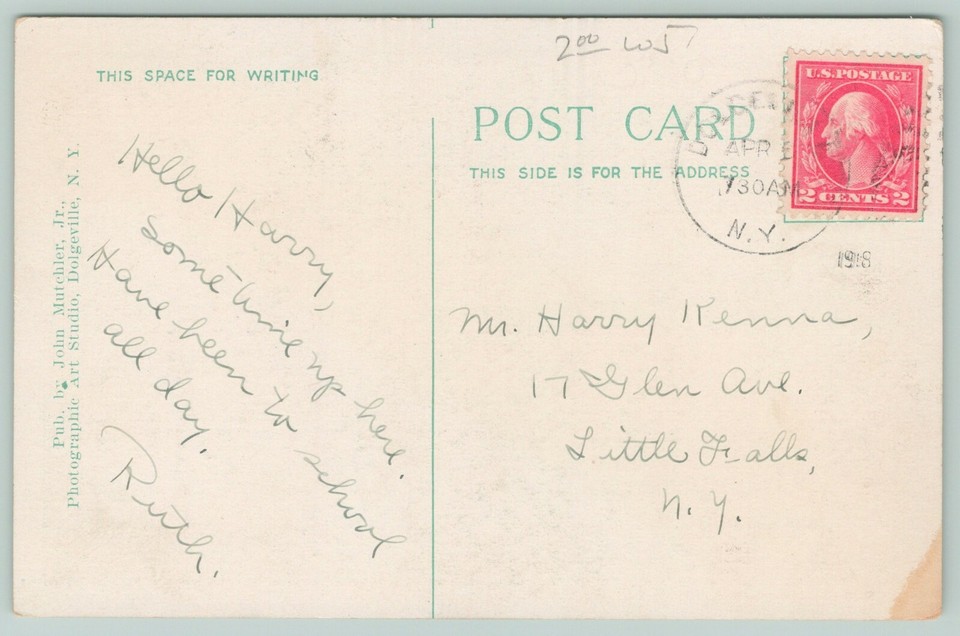 2⁰⁰ W5
THIS SPACE FOR WRITING
POST CARD
THIS SIDE IS FOR THE ADDRESS
U.S. POSTAGE
2 CENTS 2
APR
730AM
N.Y.
1918
Pub. by John Mutchler, Jr.,
Photographic Art Studio, Dolgeville, N. Y.
Hello Harry,
some time up here.
Have been to school
all day.
Ruth.
Mr. Harry Kenna,
17 Glen Ave.
Little Falls,
N. Y.